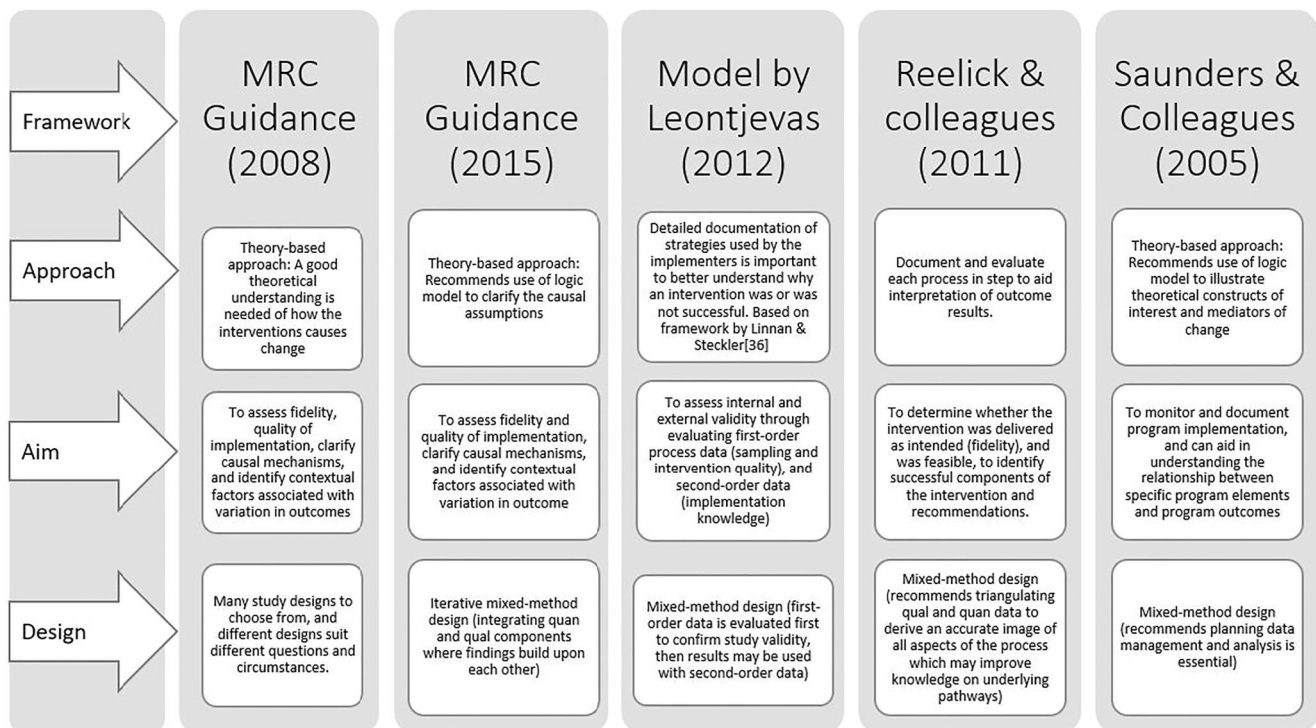 Framework
MRC
Guidance
(2008)
MRC
Guidance
(2015)
Model by
Leontjevas
(2012)
Reelick &
colleagues
(2011)
Saunders &
Colleagues
(2005)
Approach
Theory-based
approach: A good
theoretical
understanding is
needed of how the
interventions causes
change
Theory-based approach:
Recommends use of logic
model to clarify the causal
assumptions
Detailed documentation of
strategies used by the
implementers is important
to better understand why
an intervention was or was
not successful. Based on
framework by Linnan &
Steckler[36]
Document and evaluate
each process in step to aid
interpretation of outcome
results.
Theory-based approach:
Recommends use of logic
model to illustrate
theoretical constructs of
interest and mediators of
change
Aim
To assess fidelity,
quality of
implementation, clarify
causal mechanisms,
and identify contextual
factors associated with
variation in outcomes
To assess fidelity and
quality of implementation,
clarify causal mechanisms,
and identify contextual
factors associated with
variation in outcome
To assess internal and
external validity through
evaluating first-order
process data (sampling and
intervention quality), and
second-order data
(implementation
knowledge)
To determine whether the
intervention was delivered
as intended (fidelity), and
was feasible, to identify
successful components of
the intervention and
recommendations.
To monitor and document
program implementation,
and can aid in
understanding the
relationship between
specific program elements
and program outcomes
Design
Many study designs to
choose from, and
different designs suit
different questions and
circumstances.
Iterative mixed-method
design (integrating quan
and qual components
where findings build upon
each other)
Mixed-method design (first-
order data is evaluated first
to confirm study validity,
then results may be used
with second-order data)
Mixed-method design
(recommends triangulating
qual and quan data to
derive an accurate image of
all aspects of the process
which may improve
knowledge on underlying
pathways)
Mixed-method design
(recommends planning data
management and analysis is
essential)